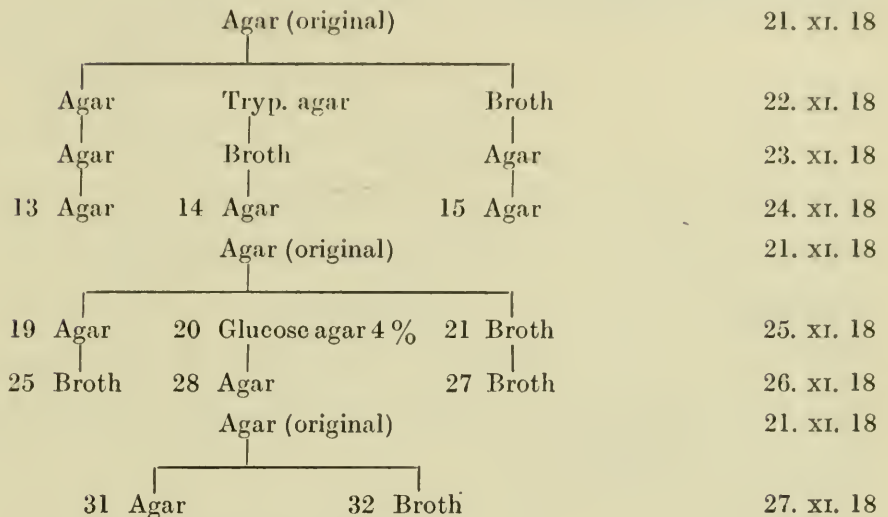 Agar (original) 21. XI. 18
Agar Tryp. agar Broth 22. XI. 18
Agar Broth Agar 23. XI. 18
13 Agar 14 Agar 15 Agar 24. XI. 18
Agar (original) 21. XI. 18
19 Agar 20 Glucose agar 4 % 21 Broth 25. XI. 18
25 Broth 28 Agar 27 Broth 26. XI. 18
Agar (original) 21. XI. 18
31 Agar 32 Broth 27. XI. 18